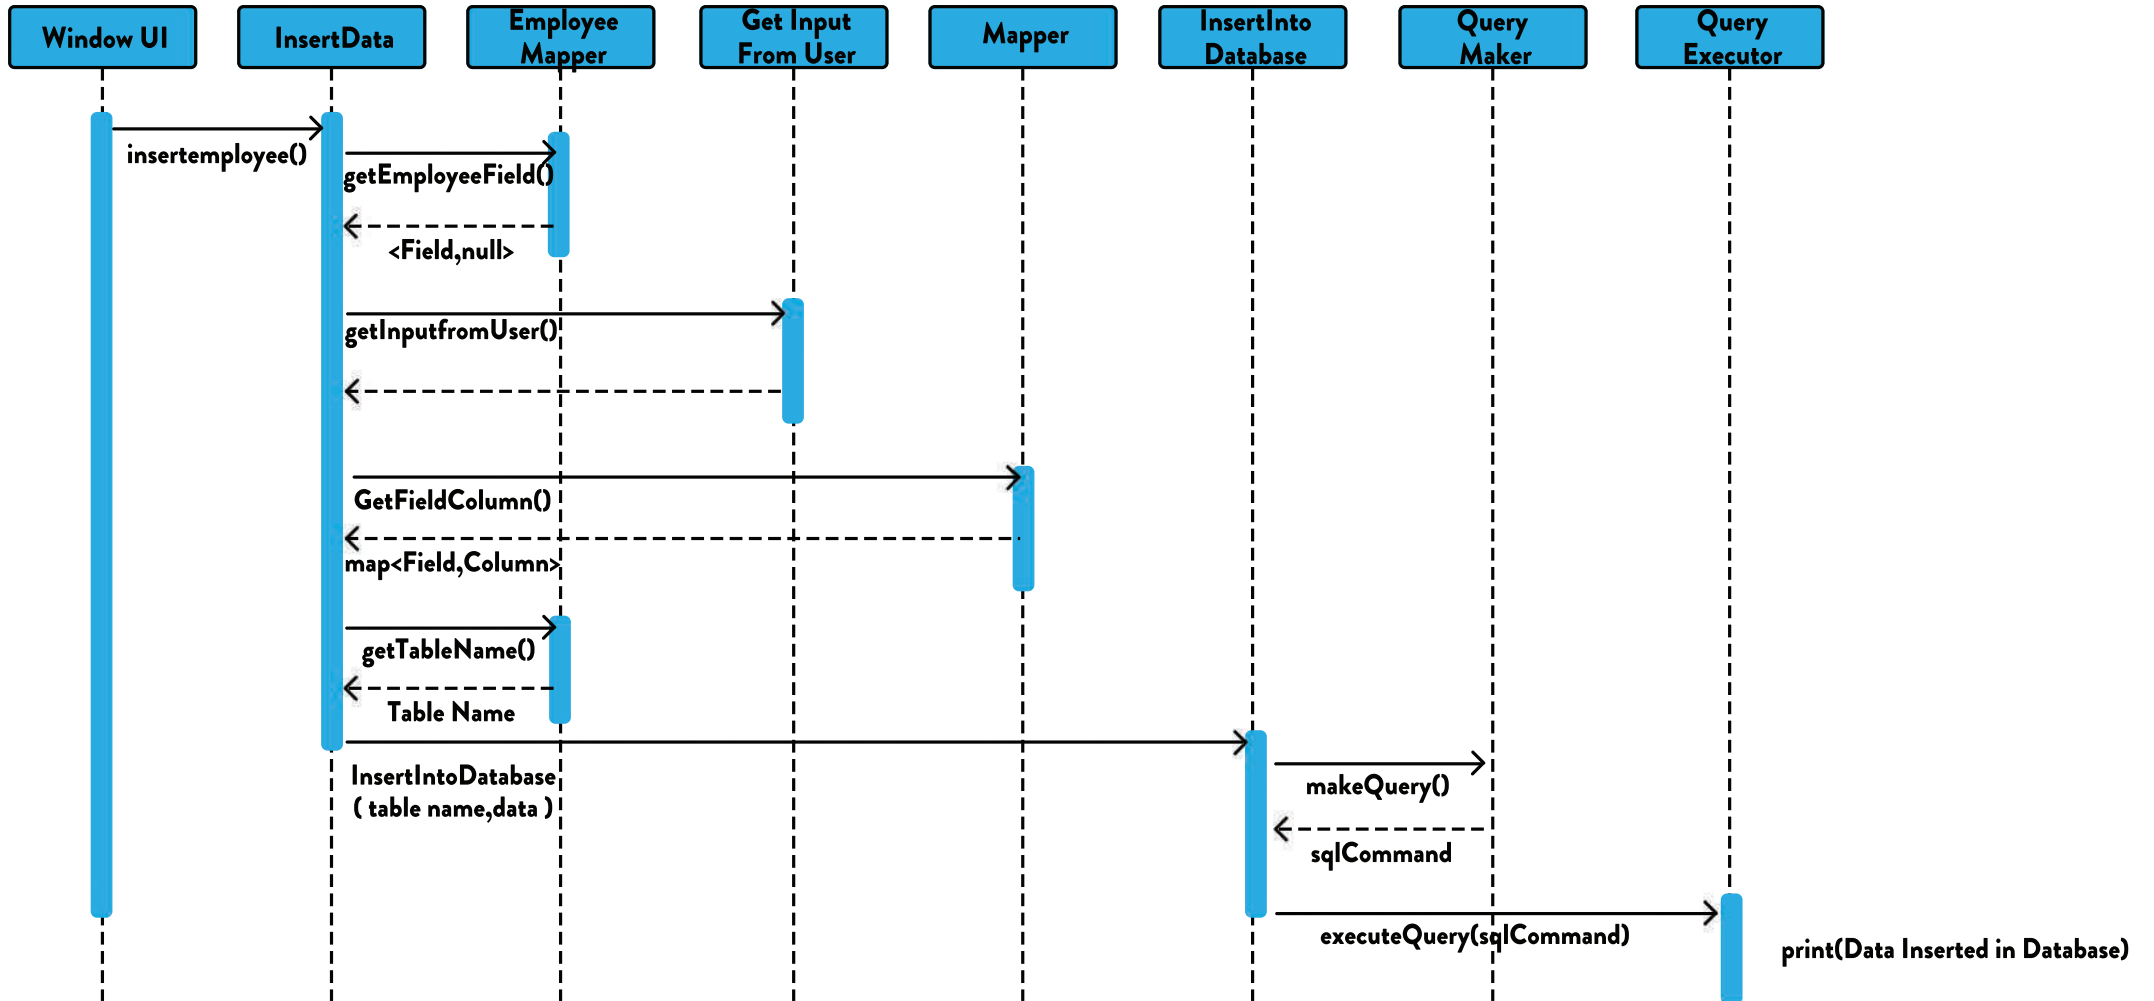 Window UI
InsertData
Employee
Mapper
Get Input
From User
Mapper
InsertInto
Database
Query
Maker
Query
Executor
insertemployee()
getEmployeeField()
<Field,null>
getInputfromUser()
GetFieldColumn()
map<Field,Column>
getTableName()
Table Name
InsertIntoDatabase
( table name,data )
makeQuery()
sqlCommand
executeQuery(sqlCommand)
print(Data Inserted in Database)